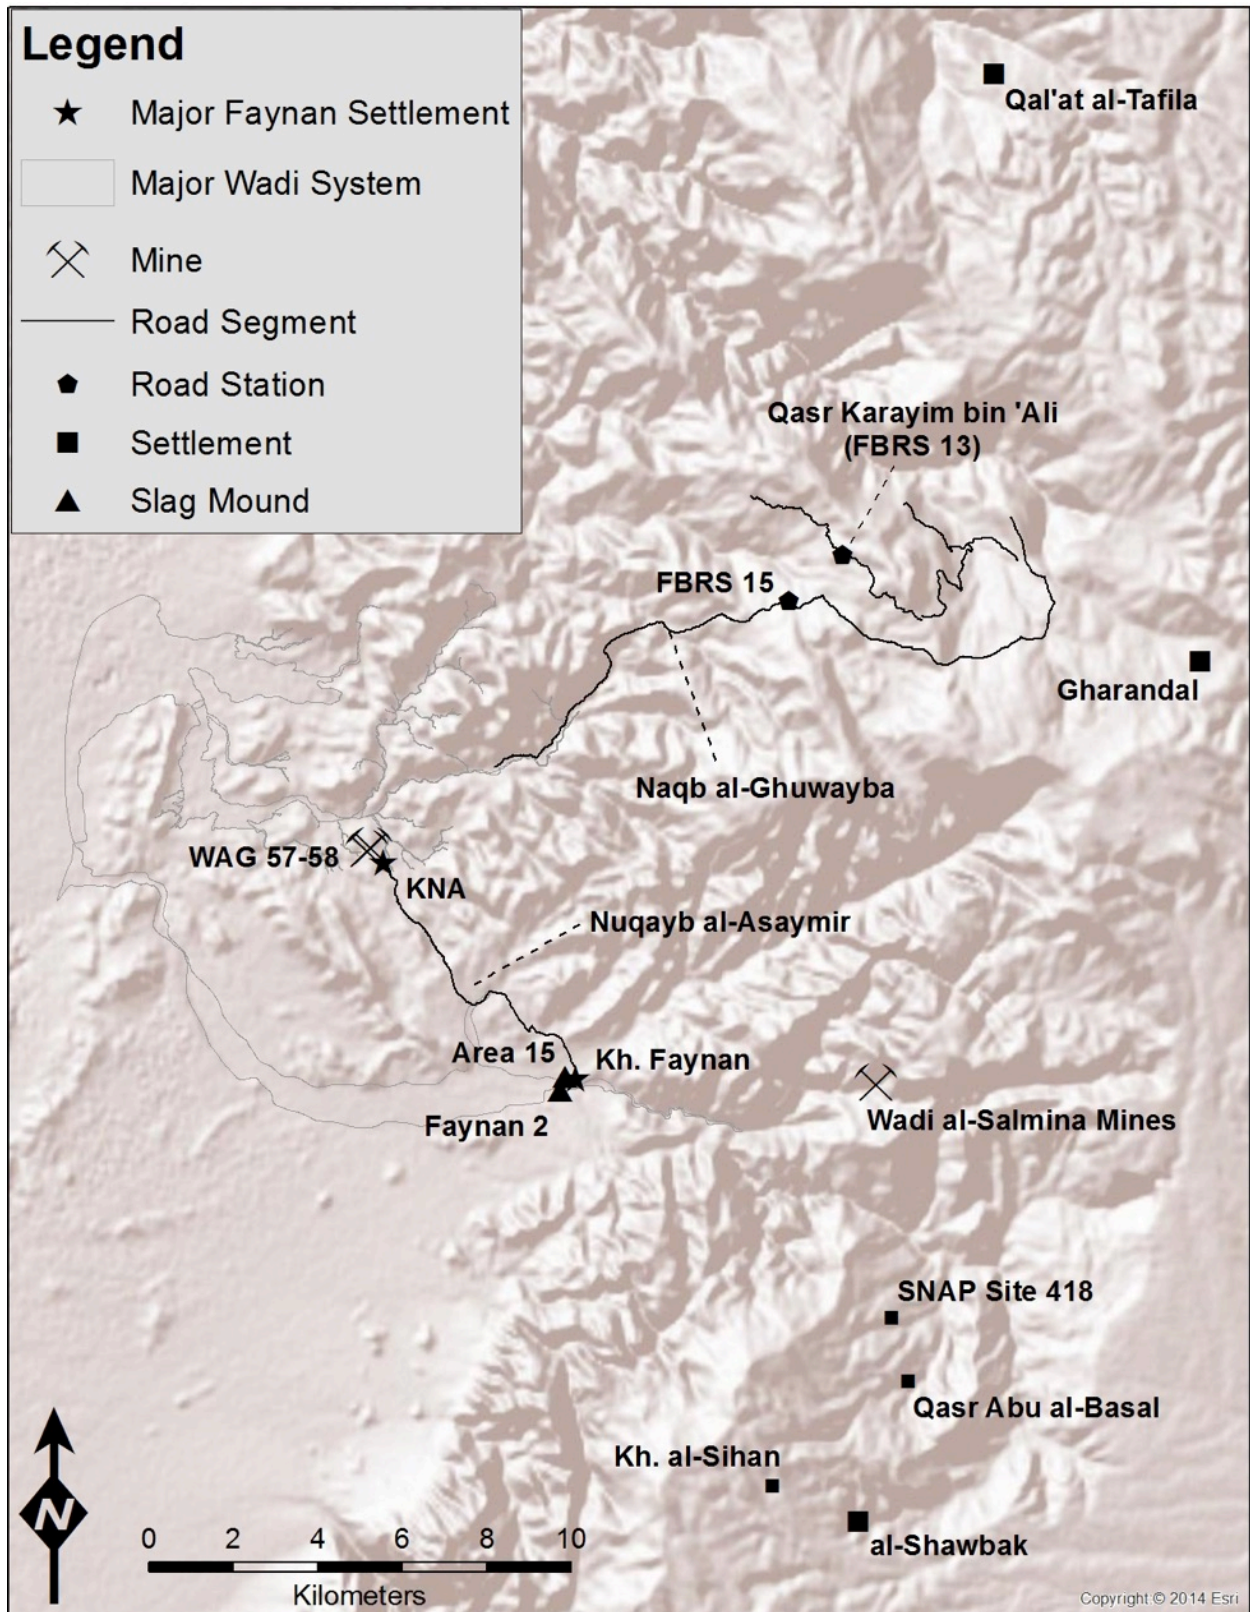 Legend
Major Faynan Settlement
Major Wadi System
Mine
Road Segment
Road Station
Settlement
Slag Mound
Qal'at al-Tafila
Qasr Karayim bin 'Ali
(FBRS 13)
FBRS 15
Gharandal
Naqb al-Ghuwayba
WAG 57-58
KNA
Nuqayb al-Asaymir
Area 15
Kh. Faynan
Wadi al-Salmina Mines
Faynan 2
SNAP Site 418
Qasr Abu al-Basal
Kh. al-Sihan
al-Shawbak
N
0 2 4 6 8 10
Kilometers
Copyright:© 2014 Esri